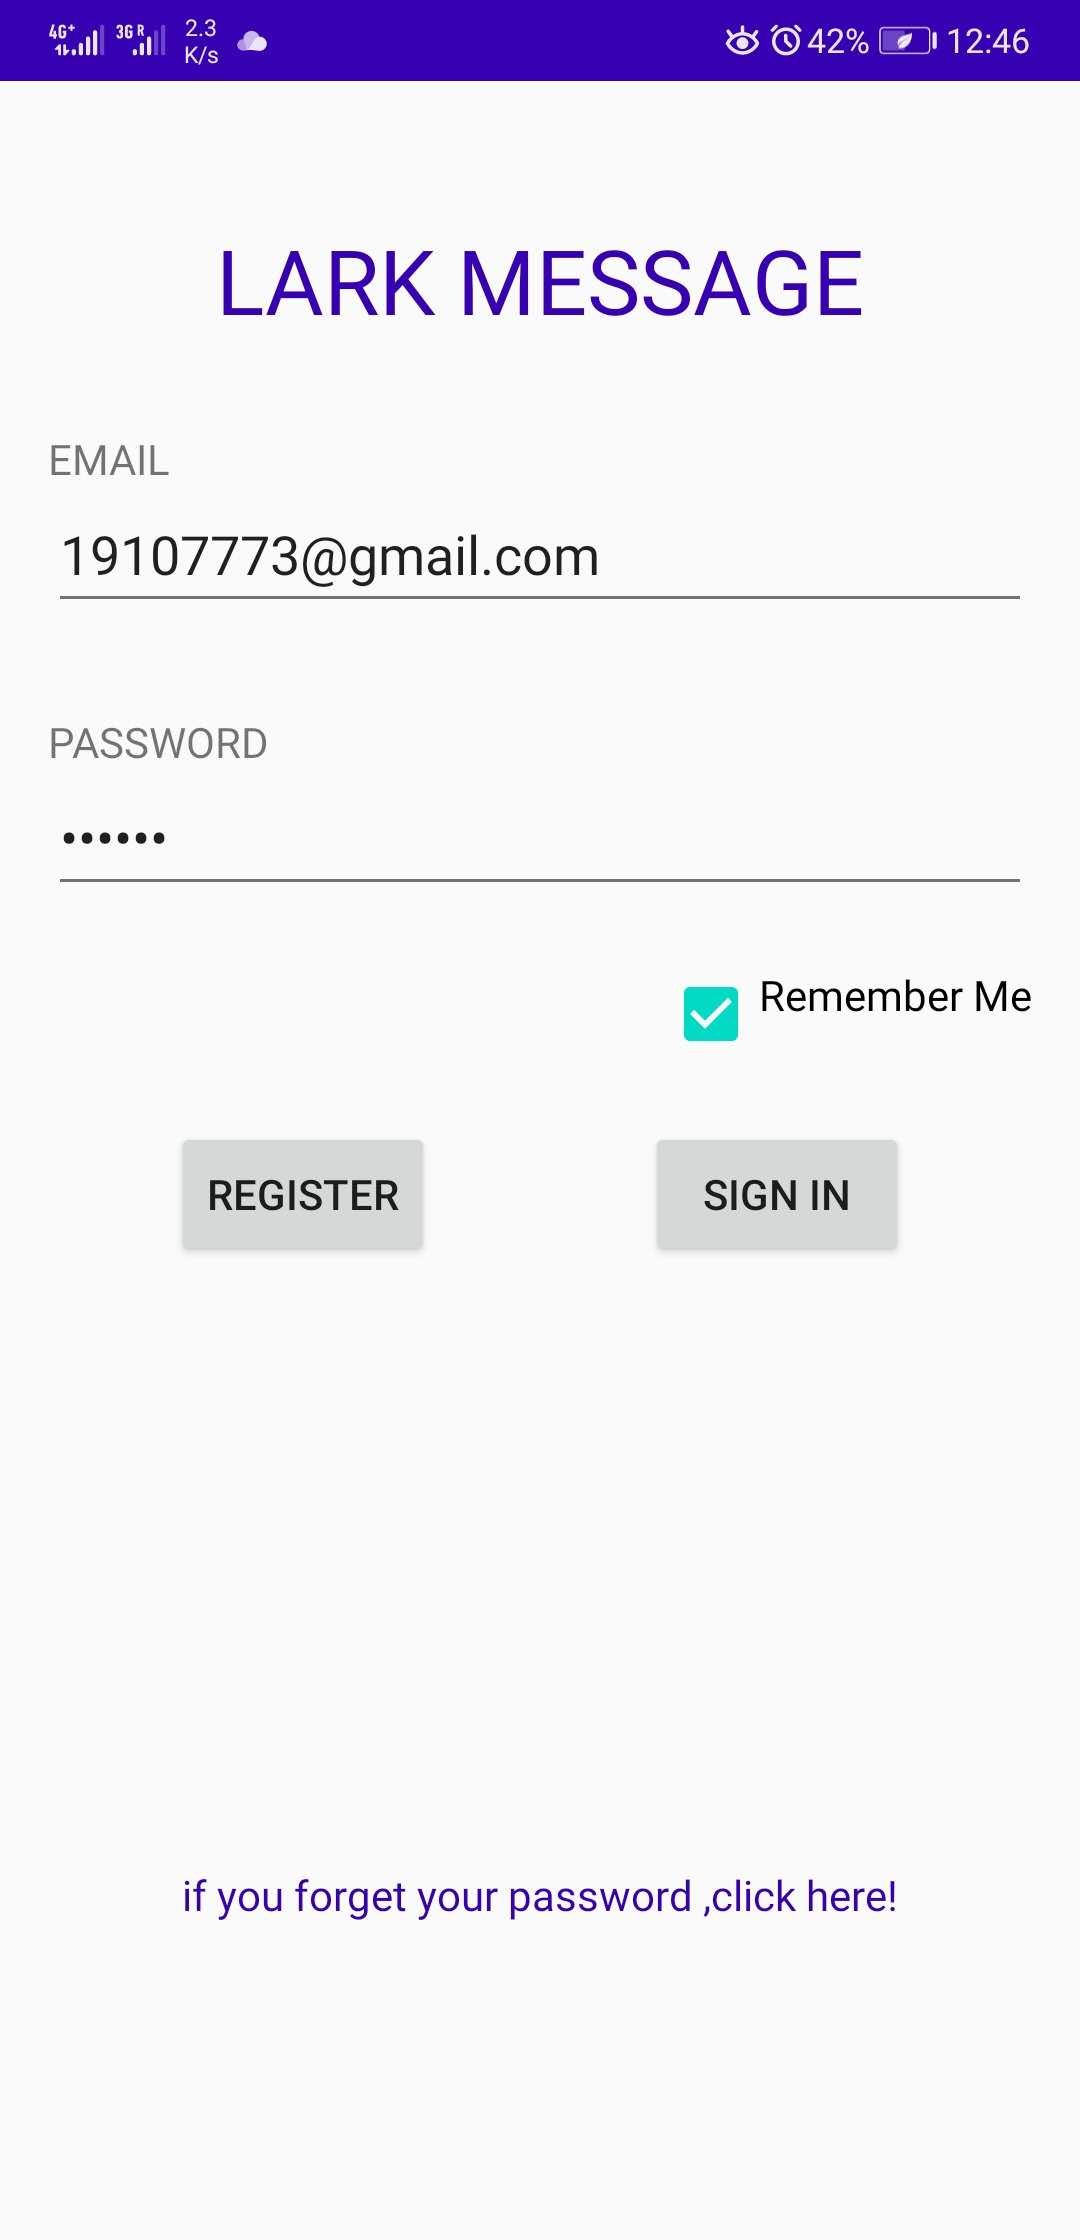 4G+ 3G R 2.3 K/s 42% 12:46
LARK MESSAGE
EMAIL
19107773@gmail.com
PASSWORD
••••••
Remember Me
REGISTER SIGN IN
if you forget your password ,click here!